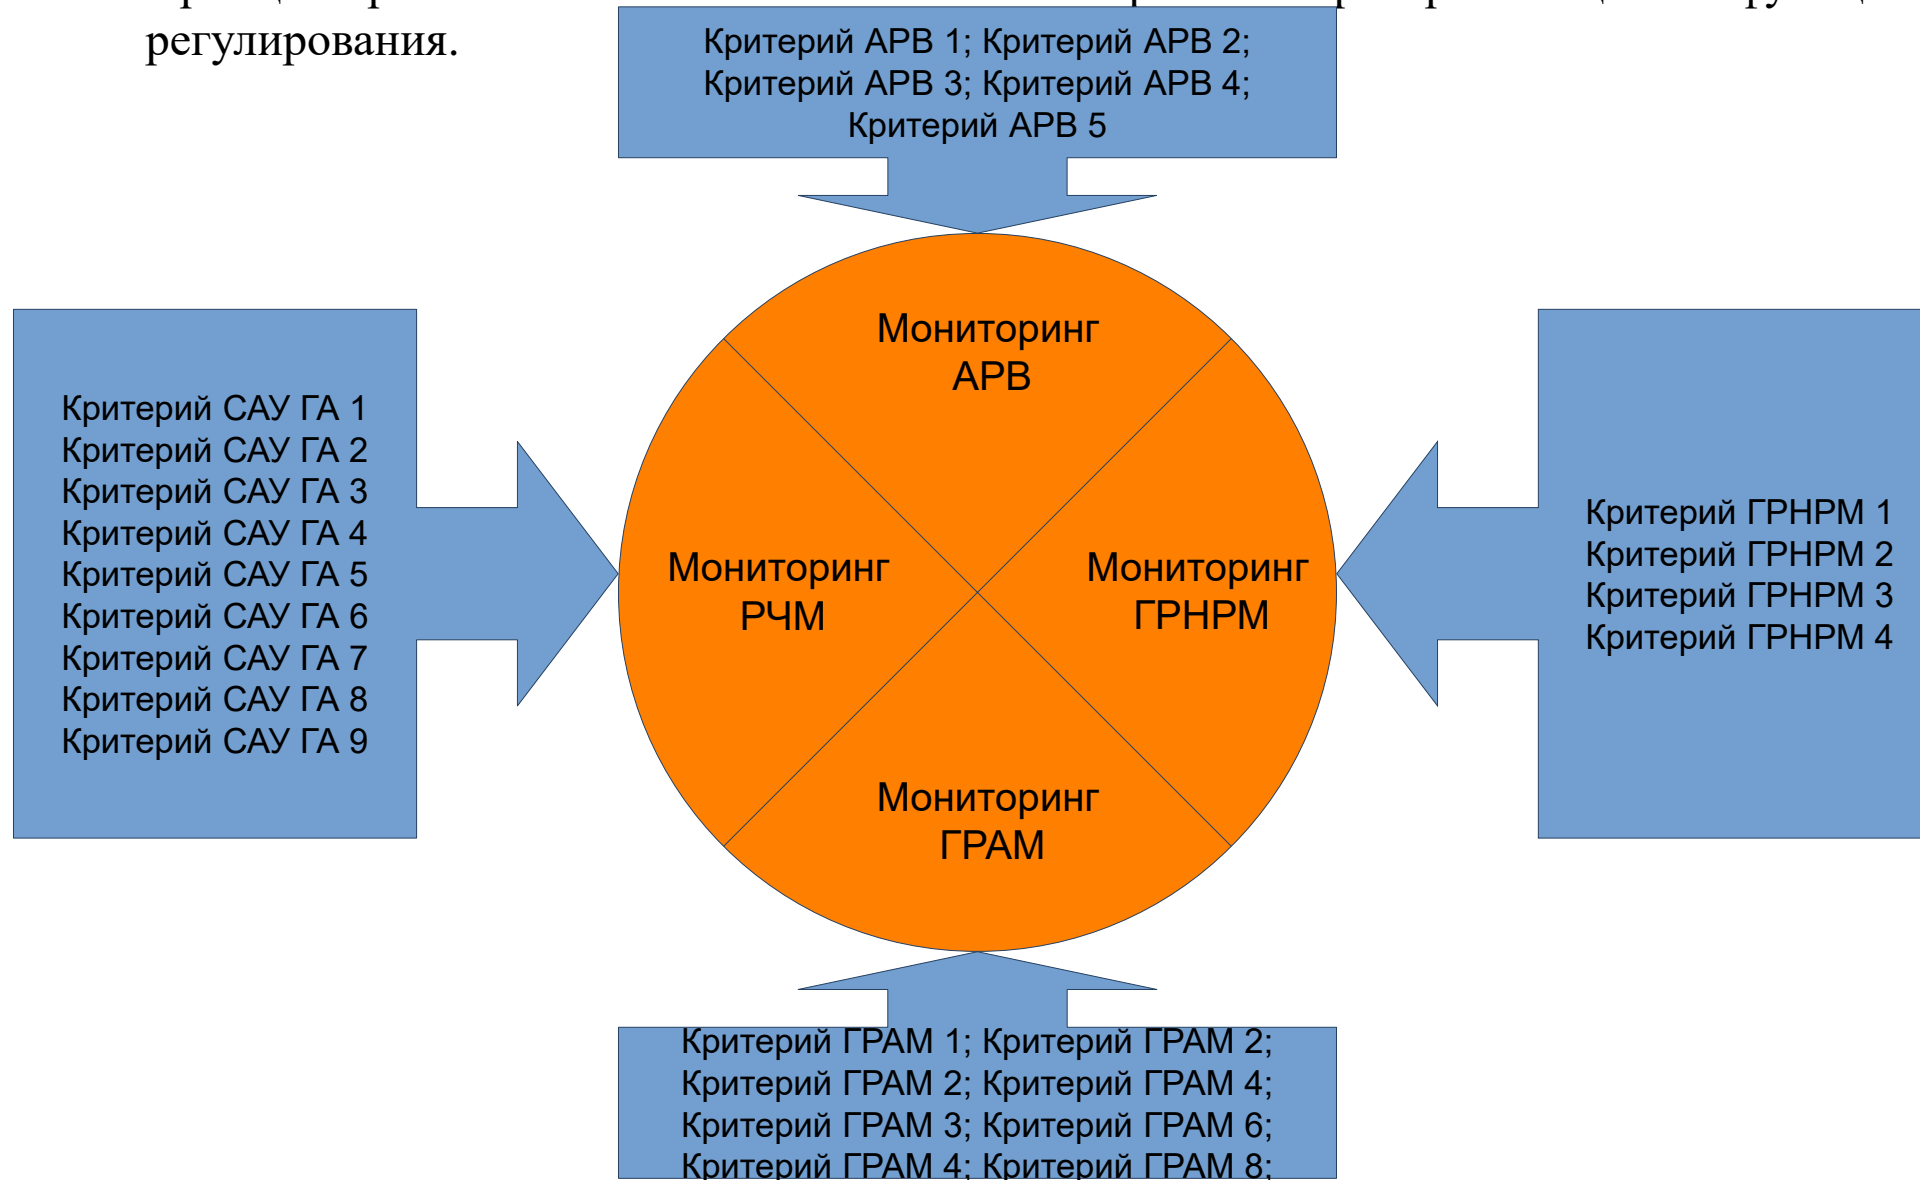 регулирования.
Критерий АРВ 1; Критерий АРВ 2;
Критерий АРВ 3; Критерий АРВ 4;
Критерий АРВ 5
Мониторинг
АРВ
Критерий САУ ГА 1
Критерий САУ ГА 2
Критерий САУ ГА 3
Критерий САУ ГА 4
Критерий САУ ГА 5
Критерий САУ ГА 6
Критерий САУ ГА 7
Критерий САУ ГА 8
Критерий САУ ГА 9
Мониторинг
РЧМ
Мониторинг
ГРНРМ
Критерий ГРНРМ 1
Критерий ГРНРМ 2
Критерий ГРНРМ 3
Критерий ГРНРМ 4
Мониторинг
ГРАМ
Критерий ГРАМ 1; Критерий ГРАМ 2;
Критерий ГРАМ 2; Критерий ГРАМ 4;
Критерий ГРАМ 3; Критерий ГРАМ 6;
Критерий ГРАМ 4; Критерий ГРАМ 8;